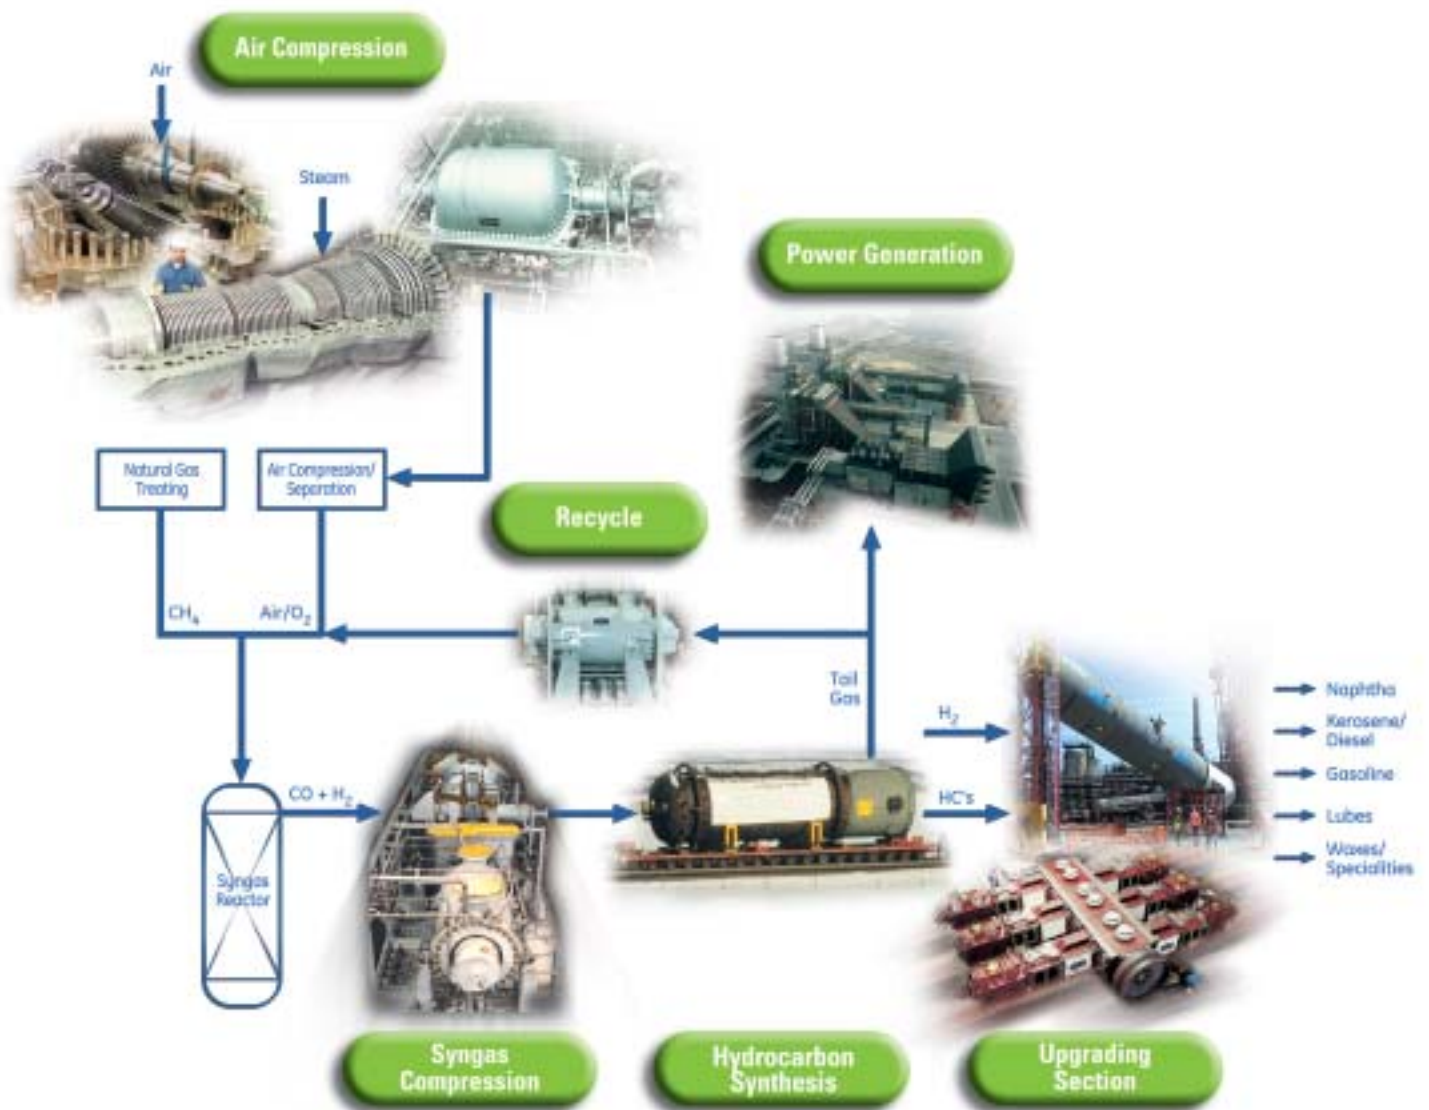 Air Compression
Air
Steam
Power Generation
Natural Gas
Treating
Air Compression/
Separation
Recycle
CH₄
Air/O₂
Tail
Gas
H₂
Naphtha
Kerosene/
Diesel
Gasoline
CO + H₂
HC's
Lubes
Waxes/
Specialities
Syngas
Reactor
Syngas
Compression
Hydrocarbon
Synthesis
Upgrading
Section